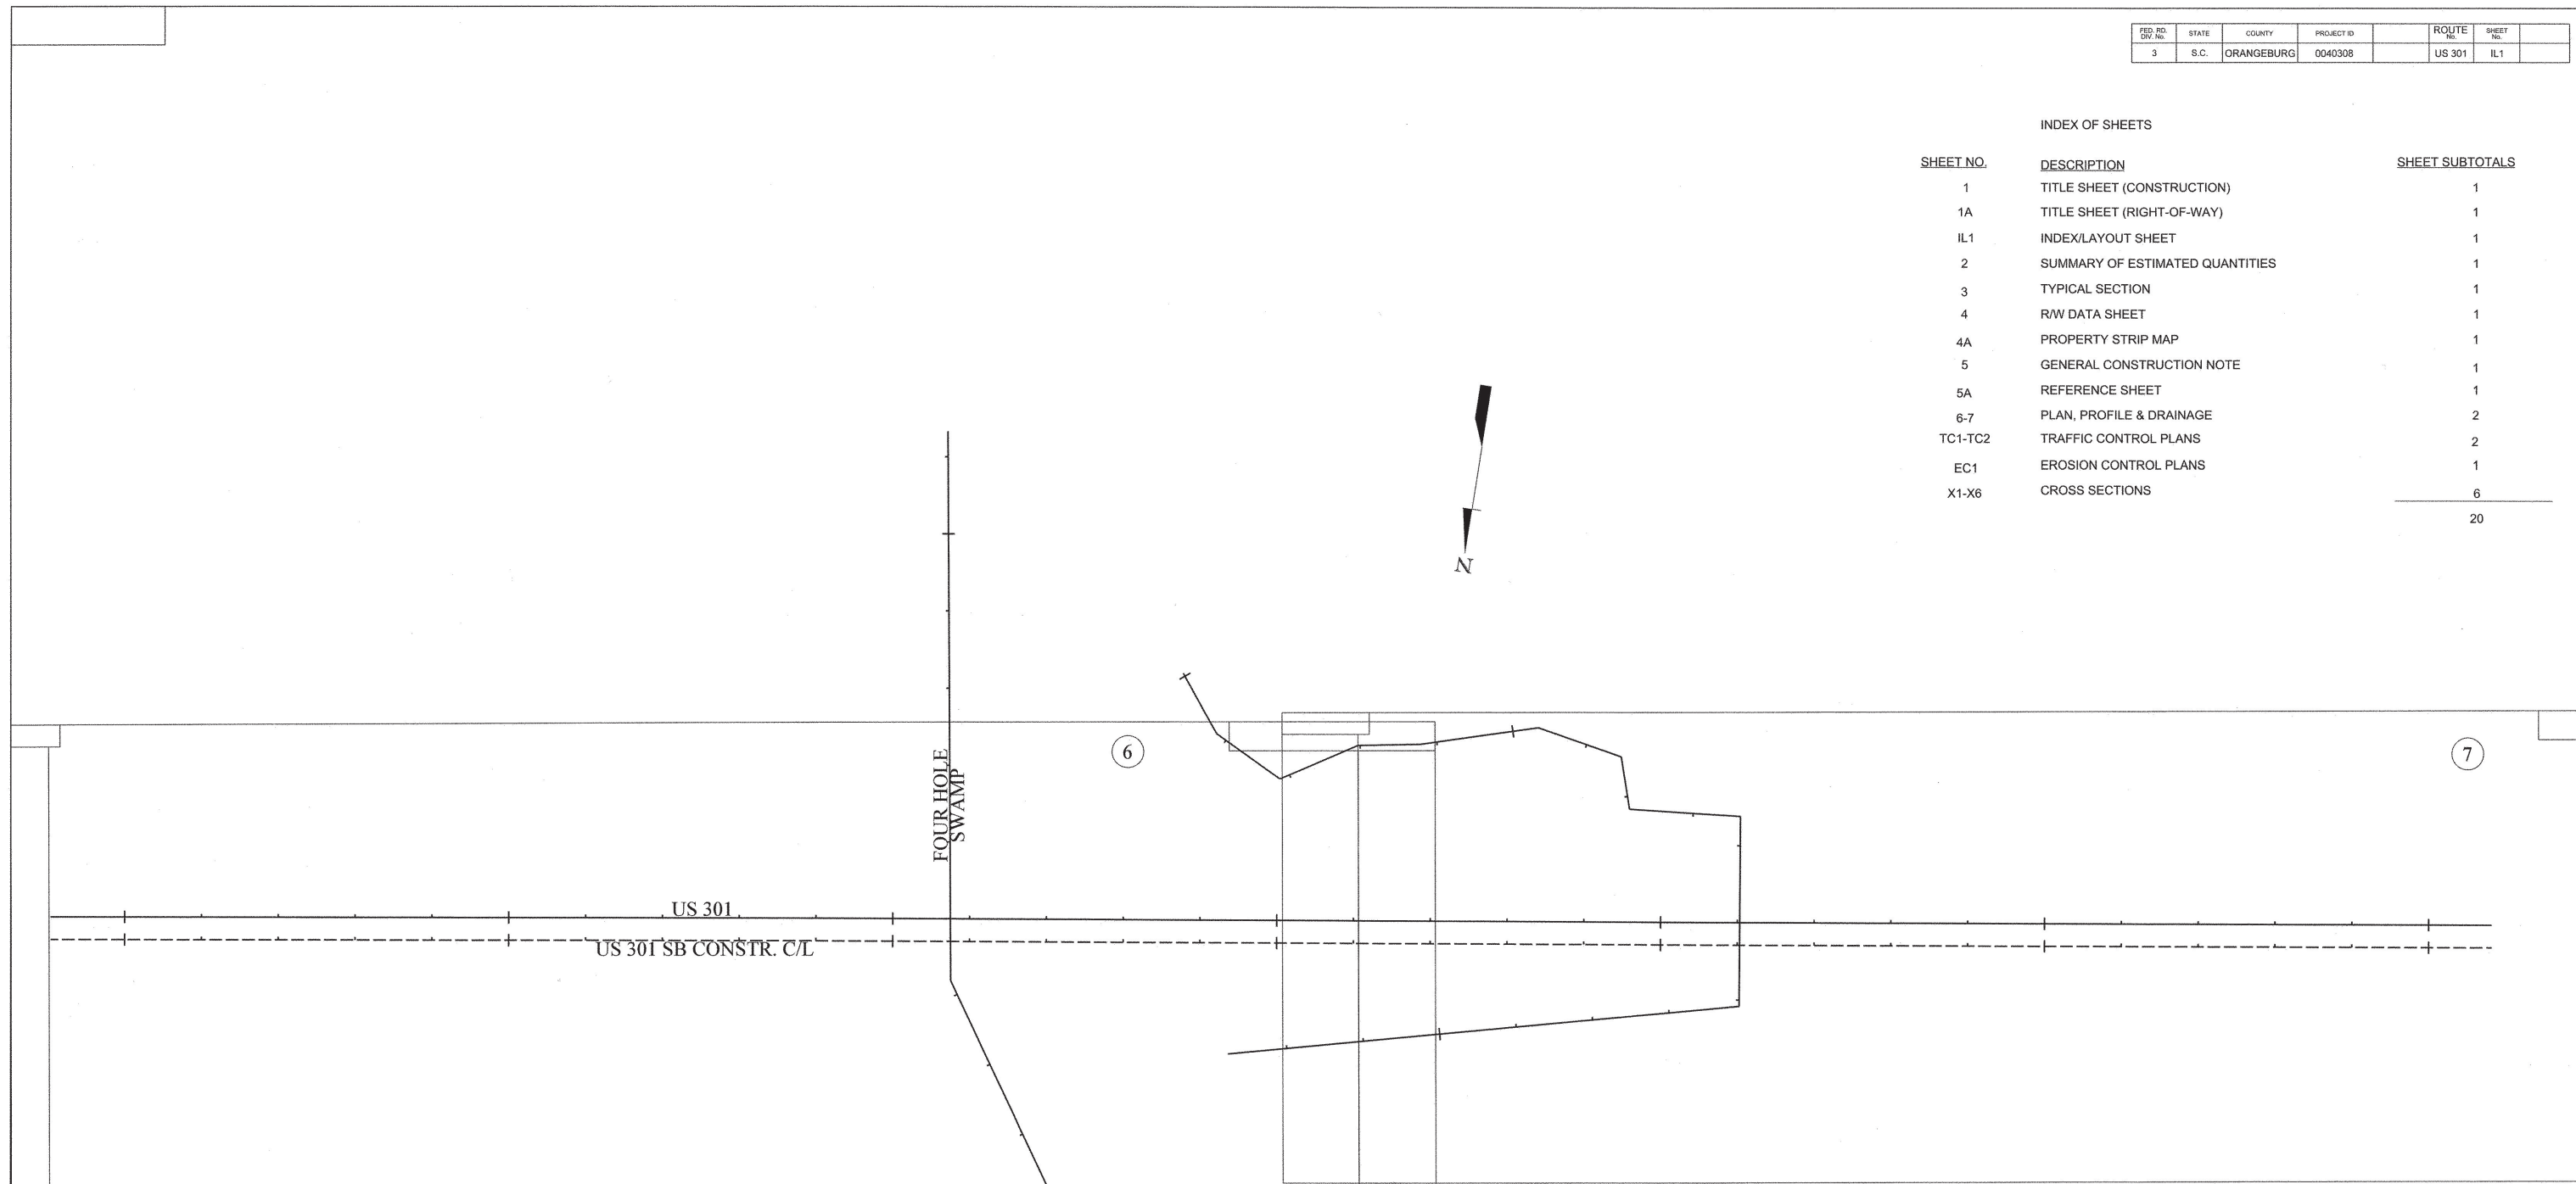 FED. RD. DIV. No. STATE COUNTY PROJECT ID ROUTE No. SHEET No.
3 S.C. ORANGEBURG 0040308 US 301 IL1
INDEX OF SHEETS
SHEET NO. DESCRIPTION SHEET SUBTOTALS
1 TITLE SHEET (CONSTRUCTION) 1
1A TITLE SHEET (RIGHT-OF-WAY) 1
IL1 INDEX/LAYOUT SHEET 1
2 SUMMARY OF ESTIMATED QUANTITIES 1
3 TYPICAL SECTION 1
4 R/W DATA SHEET 1
4A PROPERTY STRIP MAP 1
5 GENERAL CONSTRUCTION NOTE 1
5A REFERENCE SHEET 1
6-7 PLAN, PROFILE & DRAINAGE 2
TC1-TC2 TRAFFIC CONTROL PLANS 2
EC1 EROSION CONTROL PLANS 1
X1-X6 CROSS SECTIONS 6
20
N
6
7
FOUR HOLE
SWAMP
US 301
US 301 SB CONSTR. C/L